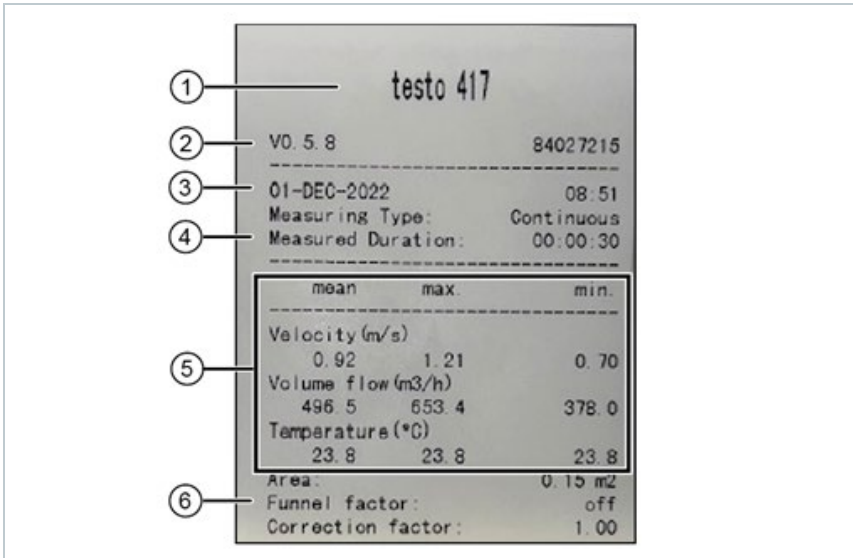 1 testo 417
2 V0.5.8 84027215
3 01-DEC-2022 08:51
Measuring Type: Continuous
4 Measured Duration: 00:00:30
mean max. min.
Velocity(m/s)
0.92 1.21 0.70
5
Volume flow(m3/h)
496.5 653.4 378.0
Temperature(°C)
23.8 23.8 23.8
Area: 0.15 m2
6 Funnel factor: off
Correction factor: 1.00